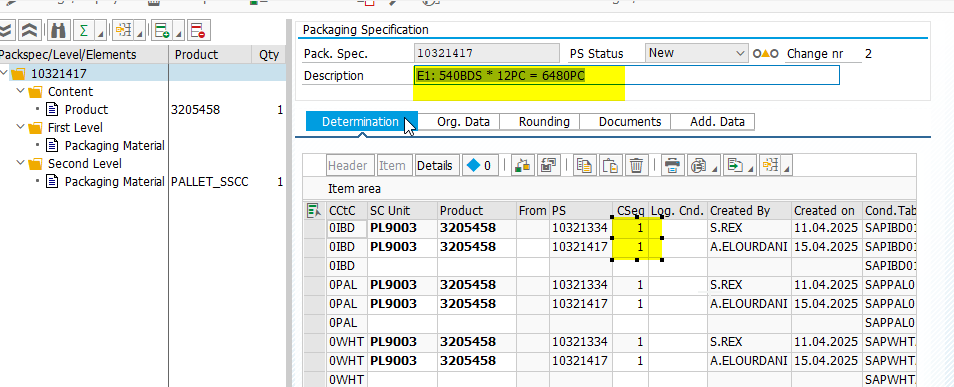 Packspec/Level/Elements Product Qty
10321417
Content
Product 3205458 1
First Level
Packaging Material
Second Level
Packaging Material PALLET_SSCC 1
Packaging Specification
Pack. Spec. 10321417 PS Status New Change nr 2
Description E1: 540BDS * 12PC = 6480PC
Determination Org. Data Rounding Documents Add. Data
Header Item Details 0
Item area
CCtC SC Unit Product From PS CSeq Log. Cnd. Created By Created on Cond.Tab
0IBD PL9003 3205458 10321334 1 S.REX 11.04.2025 SAPIBD01
0IBD PL9003 3205458 10321417 1 A.ELOURDANI 15.04.2025 SAPIBD01
0IBD SAPIBD01
0PAL PL9003 3205458 10321334 1 S.REX 11.04.2025 SAPPAL0
0PAL PL9003 3205458 10321417 1 A.ELOURDANI 15.04.2025 SAPPAL0
0PAL SAPPAL0
0WHT PL9003 3205458 10321334 1 S.REX 11.04.2025 SAPWHT
0WHT PL9003 3205458 10321417 1 A.ELOURDANI 15.04.2025 SAPWHT
0WHT SAPWHT